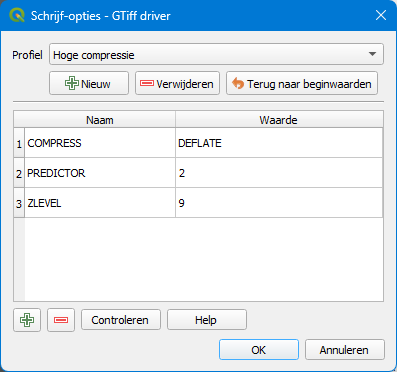 Schrijf-opties - GTiff driver
Profiel Hoge compressie
Nieuw Verwijderen Terug naar beginwaarden
Naam Waarde
1 COMPRESS DEFLATE
2 PREDICTOR 2
3 ZLEVEL 9
Controleren Help
OK Annuleren